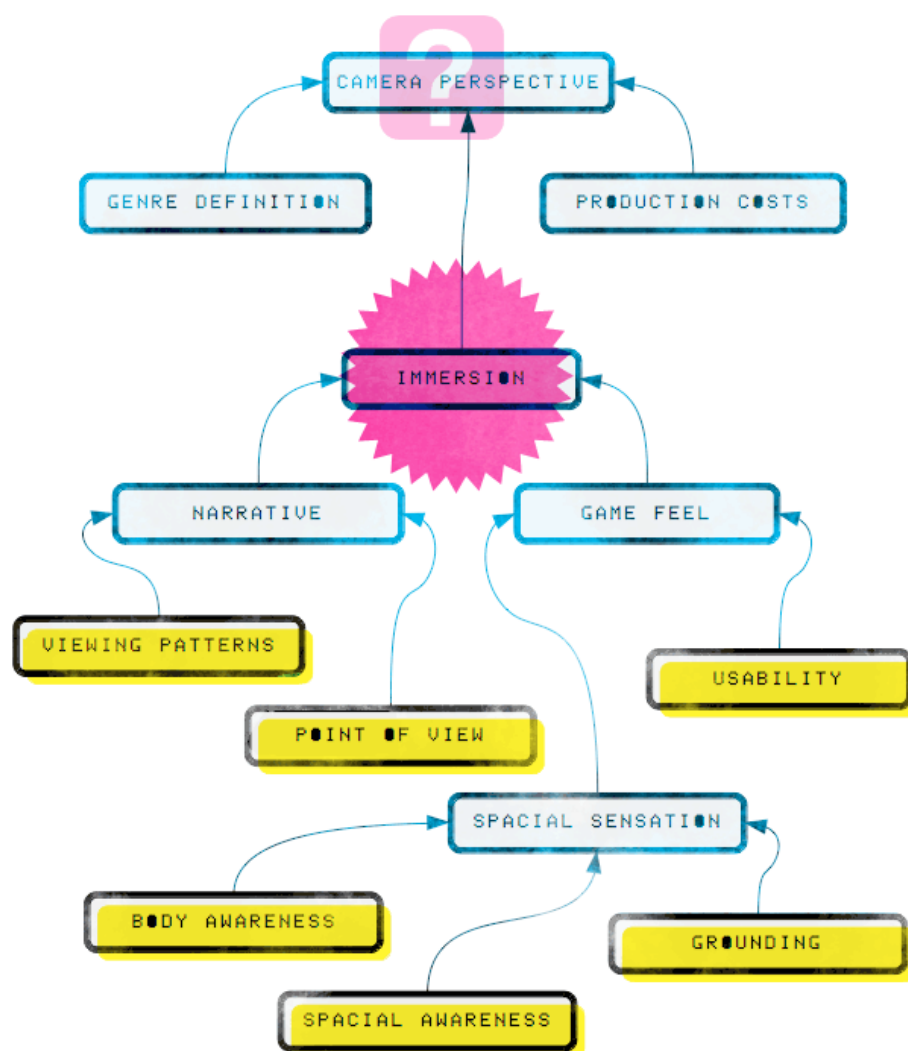 ?
CAMERA PERSPECTIVE
GENRE DEFINITION
PRODUCTION COSTS
IMMERSION
NARRATIVE
GAME FEEL
VIEWING PATTERNS
USABILITY
POINT OF VIEW
SPACIAL SENSATION
BODY AWARENESS
GROUNDING
SPACIAL AWARENESS